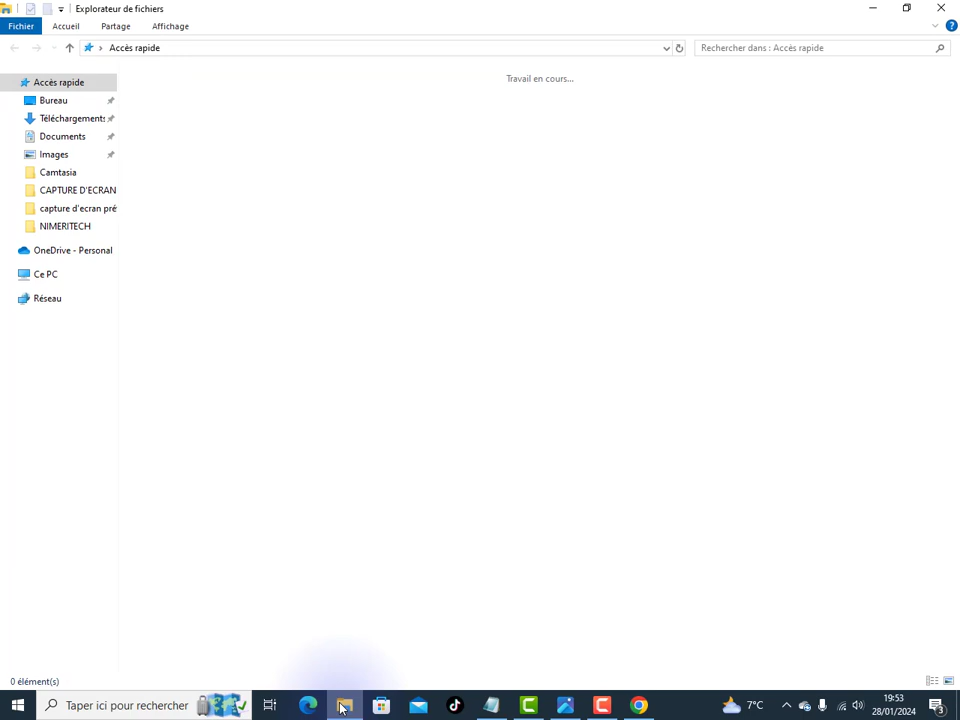 Explorateur de fichiers
Fichier Accueil Partage Affichage
Accès rapide Rechercher dans : Accès rapide
Travail en cours...
Accès rapide
Bureau
Téléchargements
Documents
Images
Camtasia
CAPTURE D'ECRAN
capture d'ecran pré
NIMERITECH
OneDrive - Personal
Ce PC
Réseau
0 élément(s)
Taper ici pour rechercher
7°C
19:53
28/01/2024
3